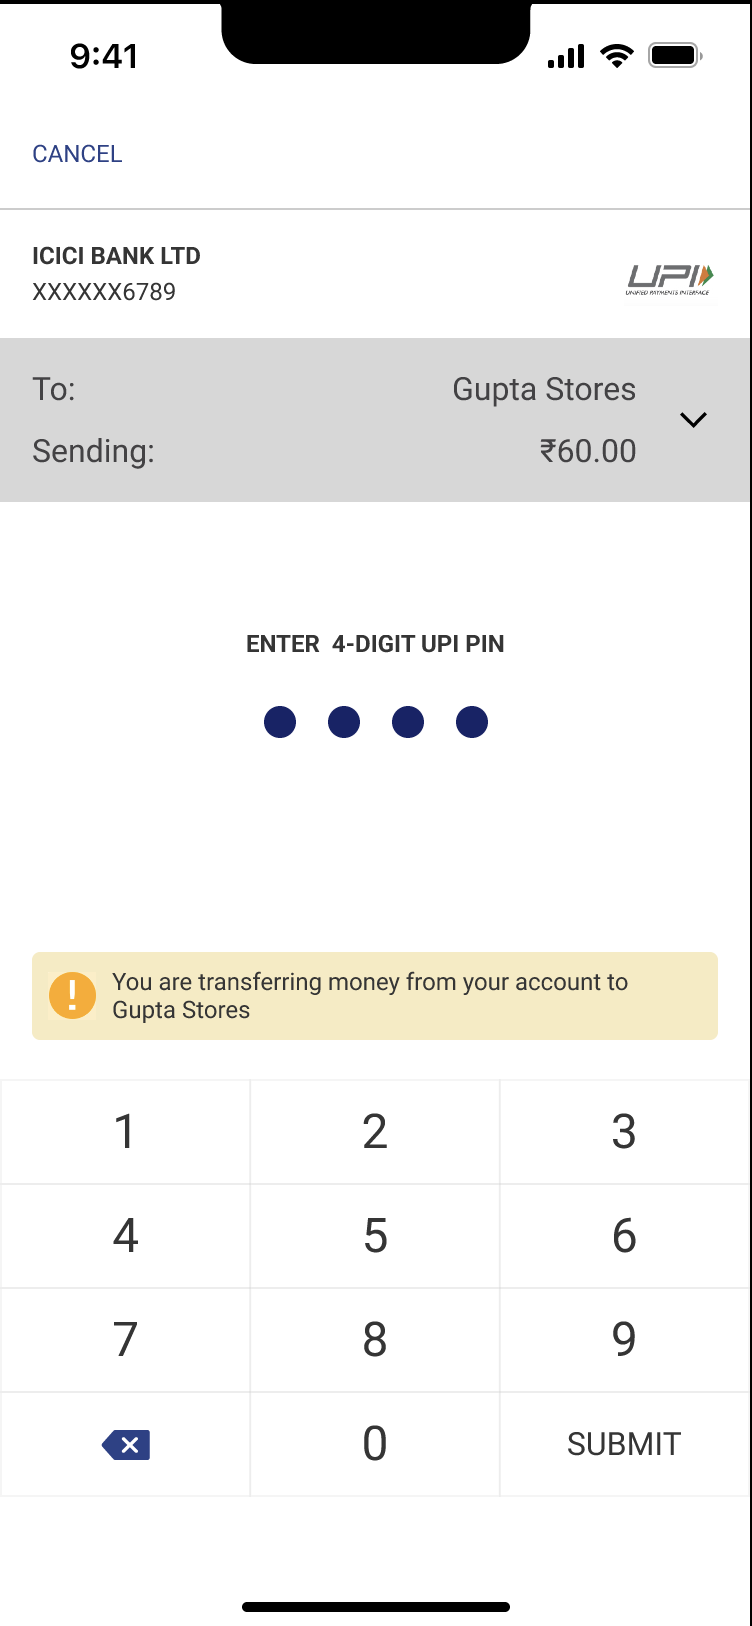 9:41
CANCEL
ICICI BANK LTD
XXXXXX6789
UPI
UNIFIED PAYMENTS INTERFACE
To: Gupta Stores
Sending: ₹60.00
ENTER 4-DIGIT UPI PIN
You are transferring money from your account to
Gupta Stores
1 2 3
4 5 6
7 8 9
0 SUBMIT